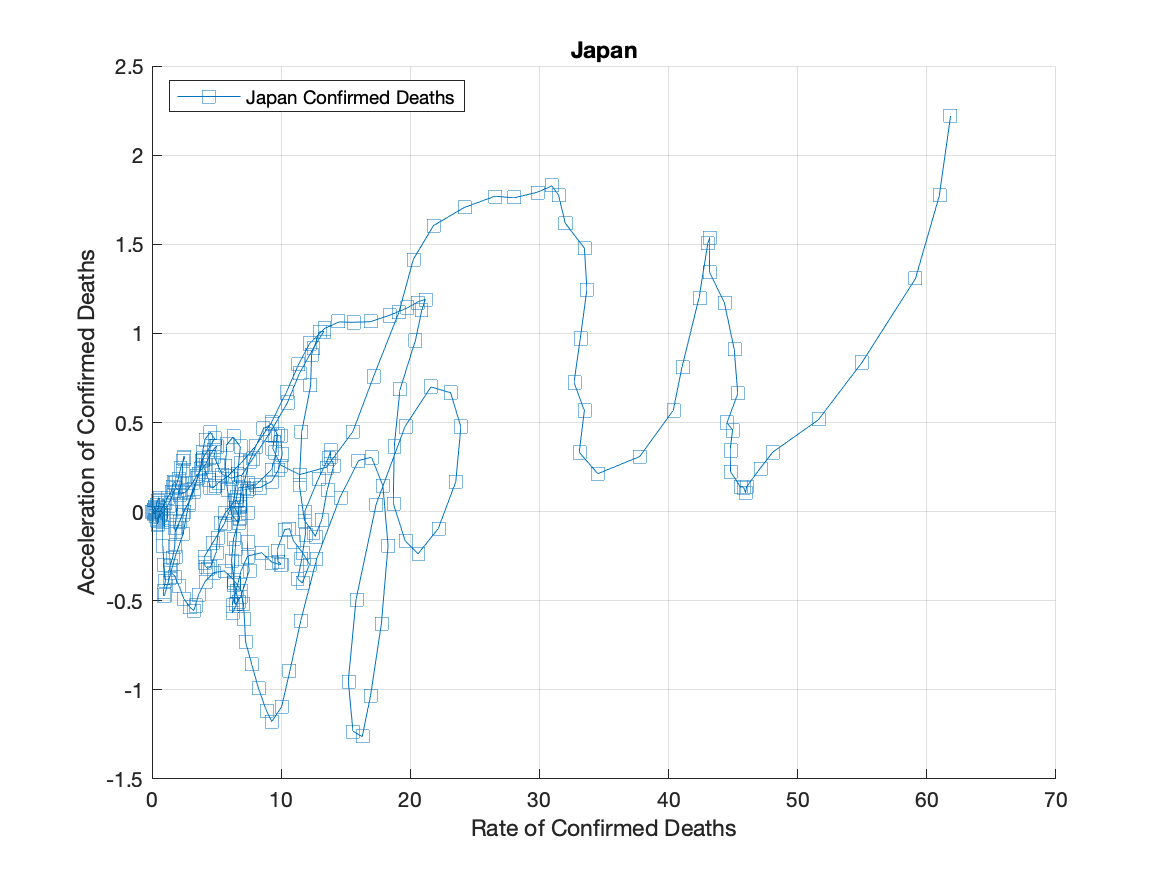 Japan
2.5
2
1.5
1
0.5
0
-0.5
-1
-1.5
Acceleration of Confirmed Deaths
Japan Confirmed Deaths
0 10 20 30 40 50 60 70
Rate of Confirmed Deaths